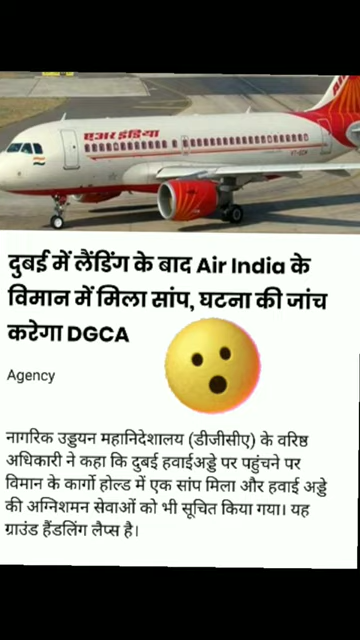 एअर इंडिया
दुबई में लैंडिंग के बाद Air India के
विमान में मिला सांप, घटना की जांच
करेगा DGCA
Agency
नागरिक उड्डयन महानिदेशालय (डीजीसीए) के वरिष्ठ
अधिकारी ने कहा कि दुबई हवाईअड्डे पर पहुंचने पर
विमान के कार्गो होल्ड में एक सांप मिला और हवाई अड्डे
की अग्निशमन सेवाओं को भी सूचित किया गया। यह
ग्राउंड हैंडलिंग लैप्स है।